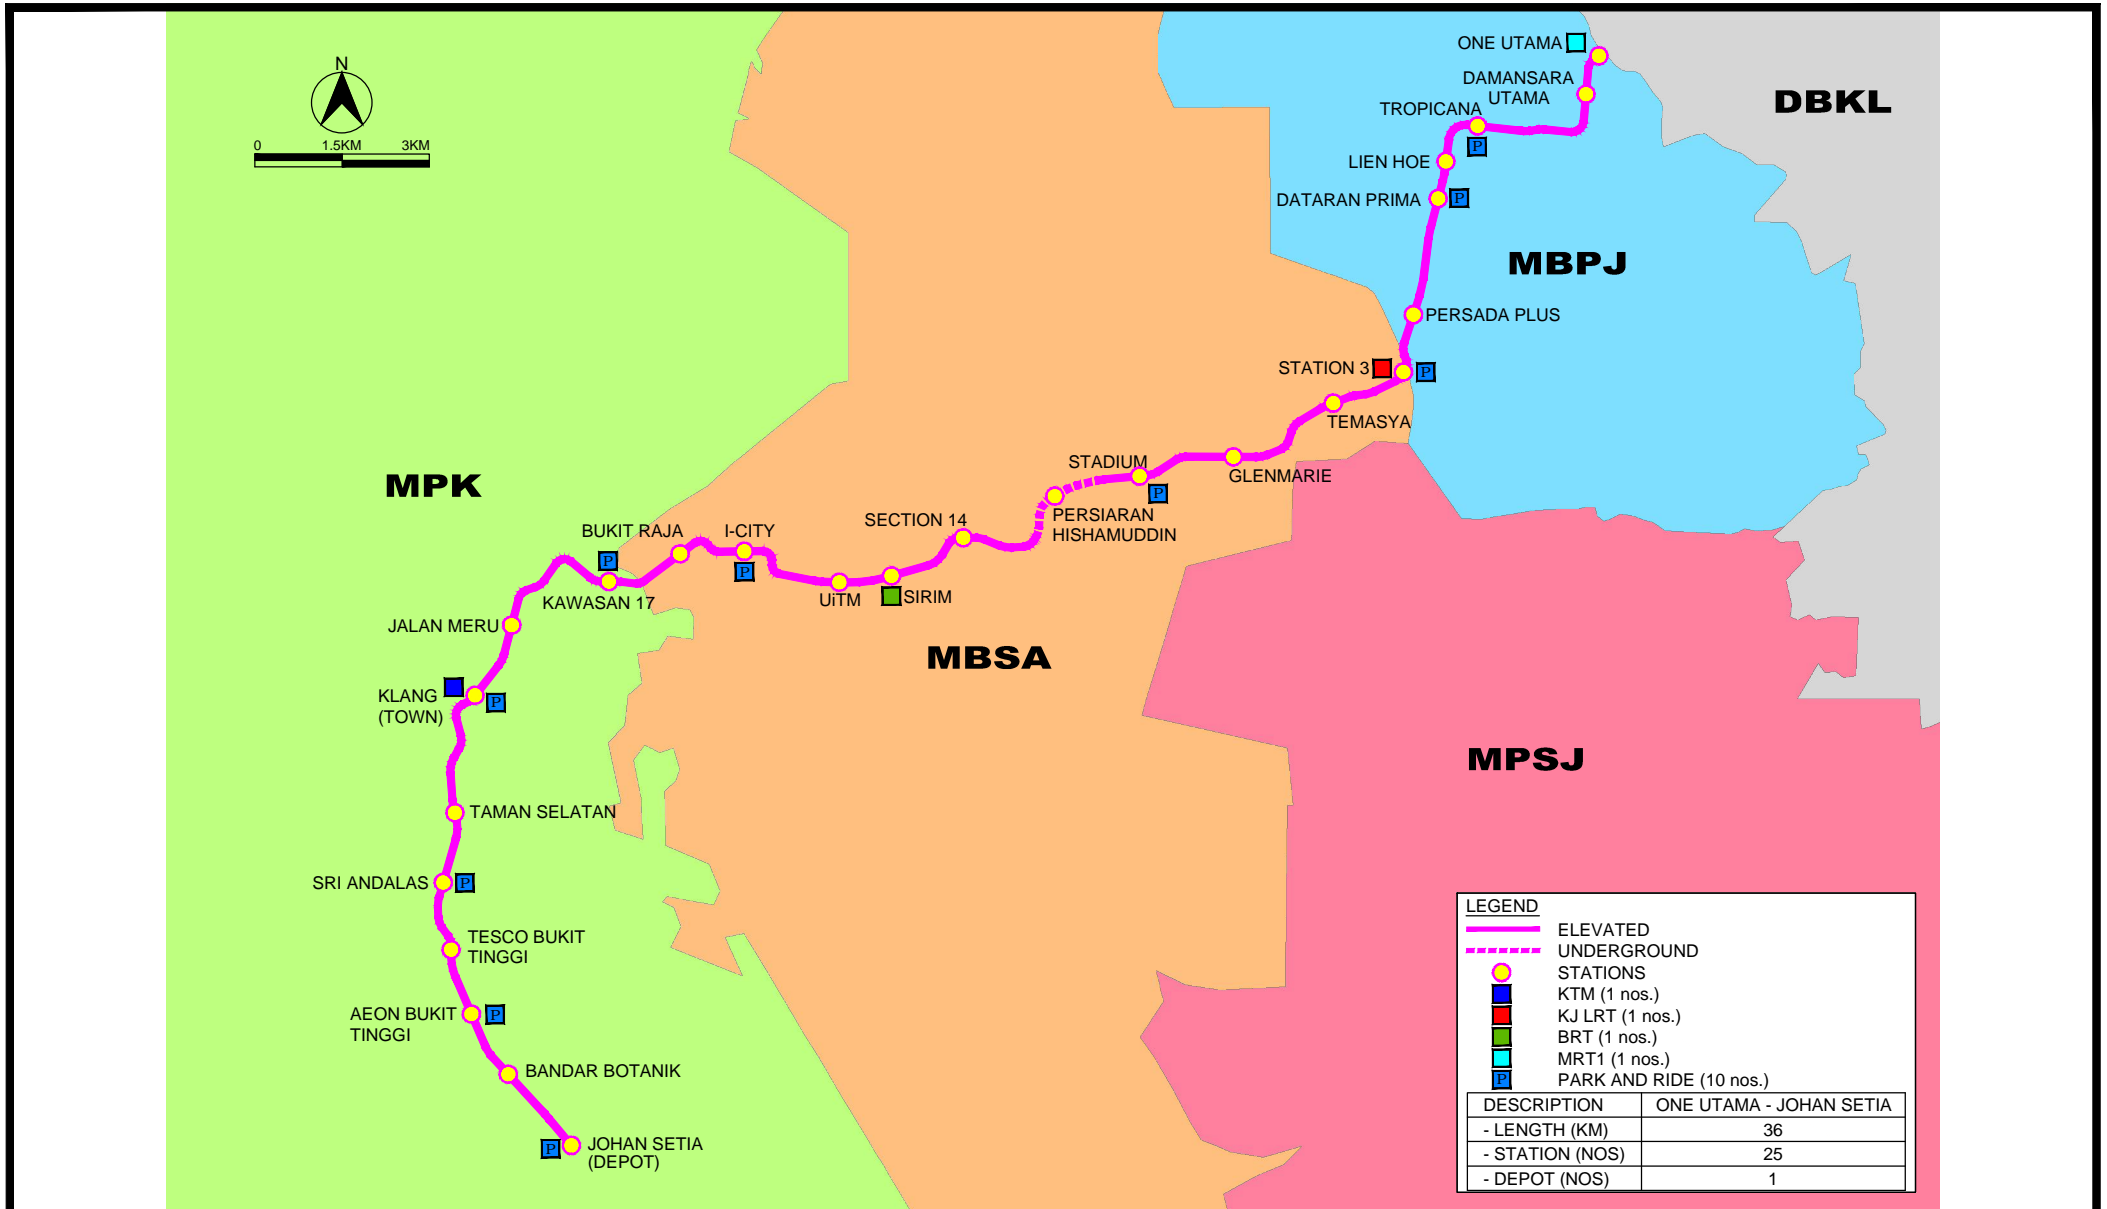 N
0 1.5KM 3KM
ONE UTAMA
DAMANSARA
UTAMA
DBKL
TROPICANA
P
LIEN HOE
DATARAN PRIMA P
MBPJ
PERSADA PLUS
STATION 3 P
TEMASYA
STADIUM
GLENMARIE
P
MPK
PERSIARAN
HISHAMUDDIN
SECTION 14
BUKIT RAJA
I-CITY
P
P
KAWASAN 17
UiTM
SIRIM
JALAN MERU
MBSA
KLANG
(TOWN)
P
MPSJ
TAMAN SELATAN
SRI ANDALAS P
TESCO BUKIT
TINGGI
AEON BUKIT
TINGGI
P
BANDAR BOTANIK
JOHAN SETIA
(DEPOT)
P
LEGEND
ELEVATED
UNDERGROUND
STATIONS
KTM (1 nos.)
KJ LRT (1 nos.)
BRT (1 nos.)
MRT1 (1 nos.)
P PARK AND RIDE (10 nos.)
DESCRIPTION ONE UTAMA - JOHAN SETIA
- LENGTH (KM) 36
- STATION (NOS) 25
- DEPOT (NOS) 1